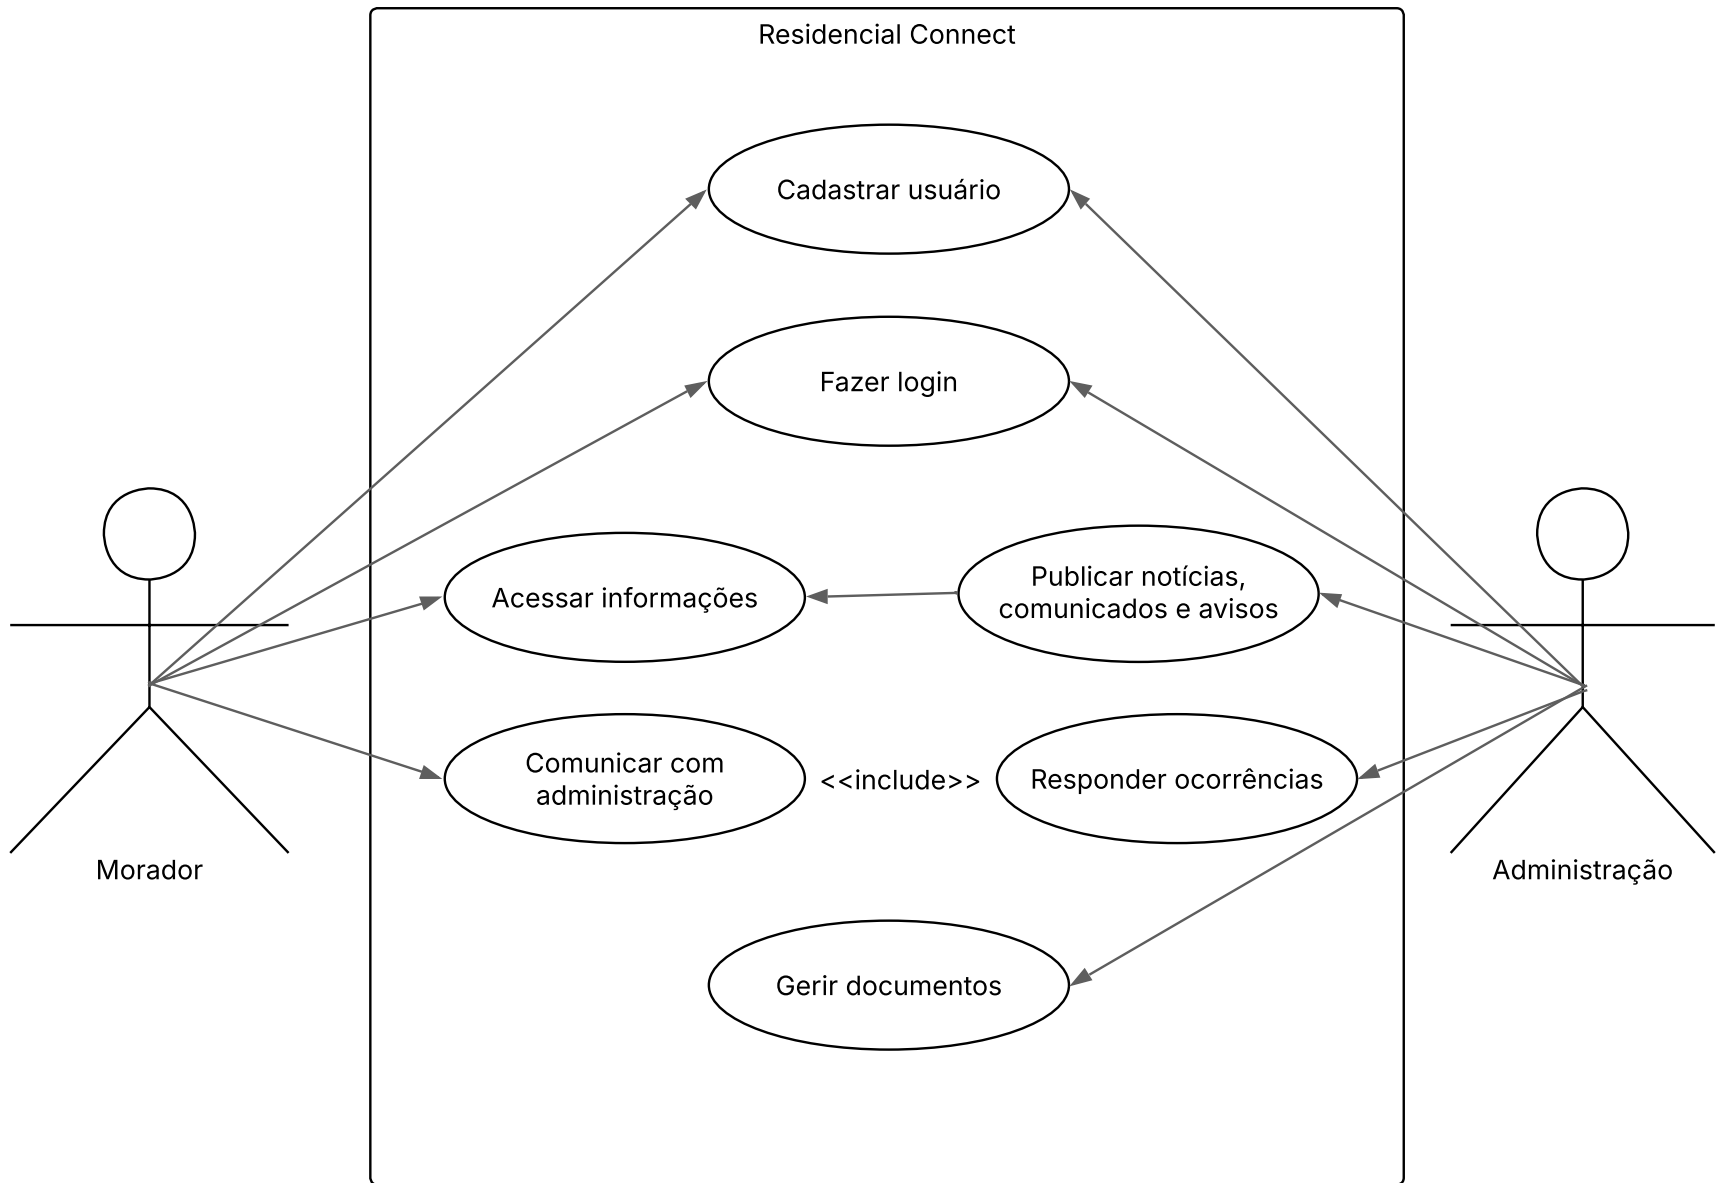 Residencial Connect
Cadastrar usuário
Fazer login
Acessar informações
Publicar notícias,
comunicados e avisos
Comunicar com
administração
<<include>>
Responder ocorrências
Morador
Administração
Gerir documentos